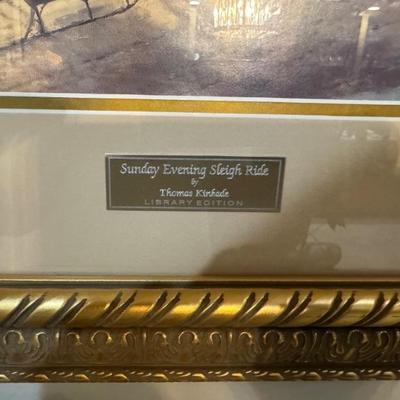 Sunday Evening Sleigh Ride
by
Thomas Kinkade
LIBRARY EDITION